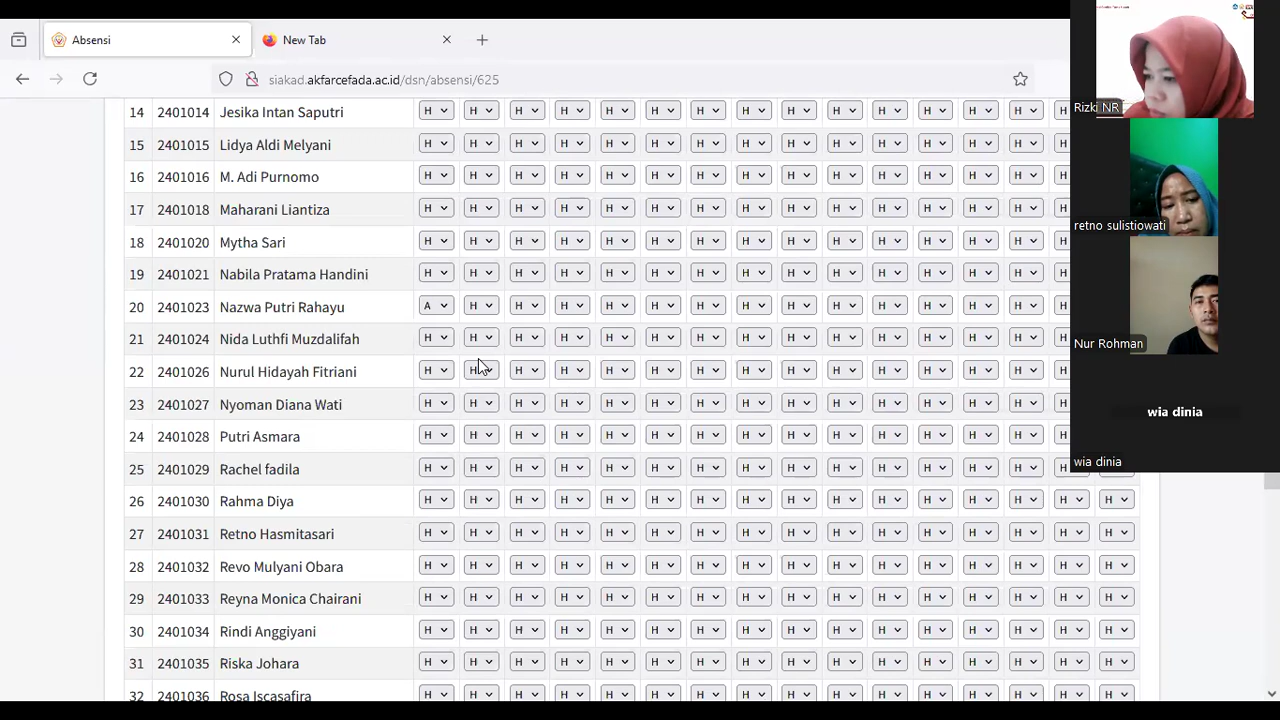 Absensi
New Tab
siakad.akfarcefada.ac.id/dsn/absensi/625
14 2401014 Jesika Intan Saputri H H H H H H H H H H H H H H H
15 2401015 Lidya Aldi Melyani H H H H H H H H H H H H H H H
16 2401016 M. Adi Purnomo H H H H H H H H H H H H H H H
17 2401018 Maharani Liantiza H H H H H H H H H H H H H H H
18 2401020 Mytha Sari H H H H H H H H H H H H H H H
19 2401021 Nabila Pratama Handini H H H H H H H H H H H H H H H
20 2401023 Nazwa Putri Rahayu A H H H H H H H H H H H H H H
21 2401024 Nida Luthfi Muzdalifah H H H H H H H H H H H H H H H
22 2401026 Nurul Hidayah Fitriani H H H H H H H H H H H H H H H
23 2401027 Nyoman Diana Wati H H H H H H H H H H H H H H H
24 2401028 Putri Asmara H H H H H H H H H H H H H H H
25 2401029 Rachel fadila H H H H H H H H H H H H H H H
26 2401030 Rahma Diya H H H H H H H H H H H H H H H H
27 2401031 Retno Hasmitasari H H H H H H H H H H H H H H H H
28 2401032 Revo Mulyani Obara H H H H H H H H H H H H H H H H
29 2401033 Reyna Monica Chairani H H H H H H H H H H H H H H H H
30 2401034 Rindi Anggiyani H H H H H H H H H H H H H H H H
31 2401035 Riska Johara H H H H H H H H H H H H H H H H
32 2401036 Rosa Iscasafira H H H H H H H H H H H H H H H H
Rizki NR
retno sulistiowati
Nur Rohman
wia dinia
wia dinia